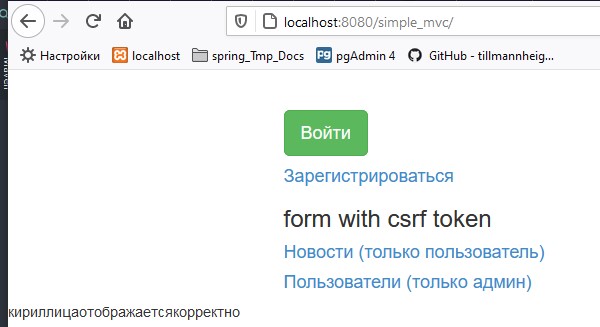 localhost:8080/simple_mvc/
Настройки localhost spring_Tmp_Docs pgAdmin 4 GitHub - tillmannheig...
Войти
Зарегистрироваться
form with csrf token
Новости (только пользователь)
Пользователи (только админ)
кириллицаотображаетсякорректно